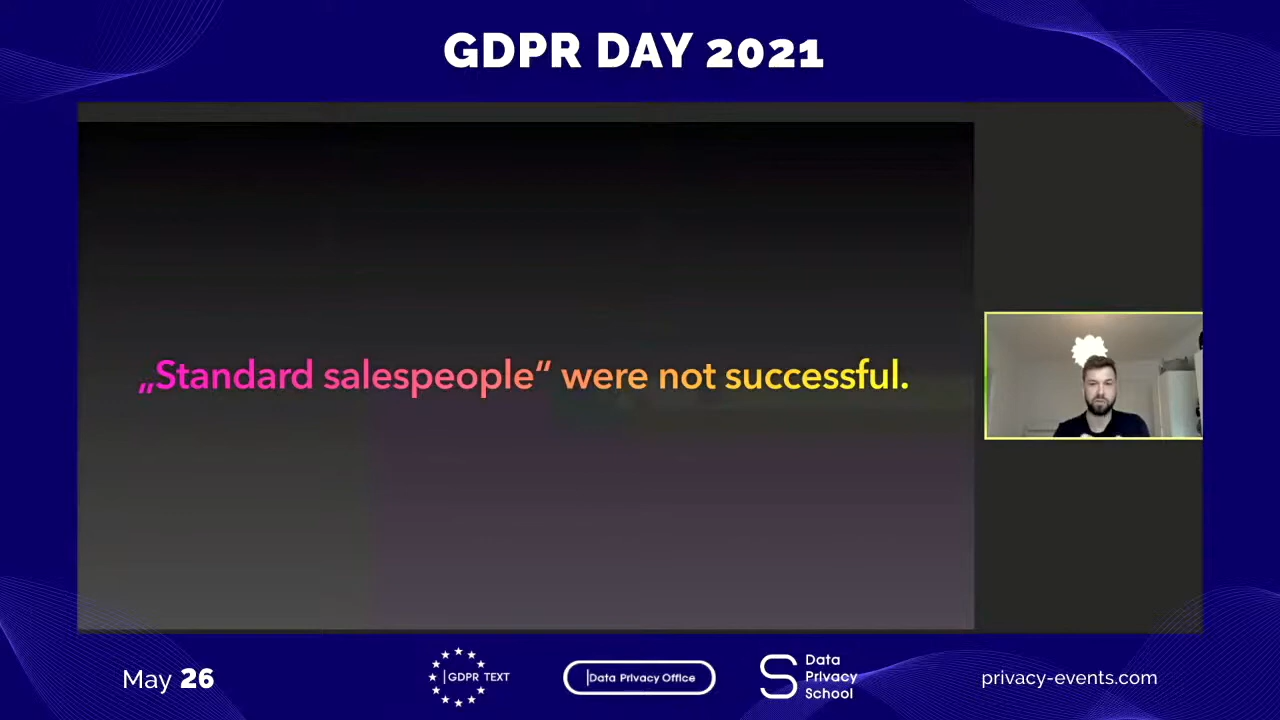 GDPR DAY 2021
„Standard salespeople“ were not successful.
May 26
GDPR TEXT
Data Privacy Office
Data
Privacy
School
privacy-events.com